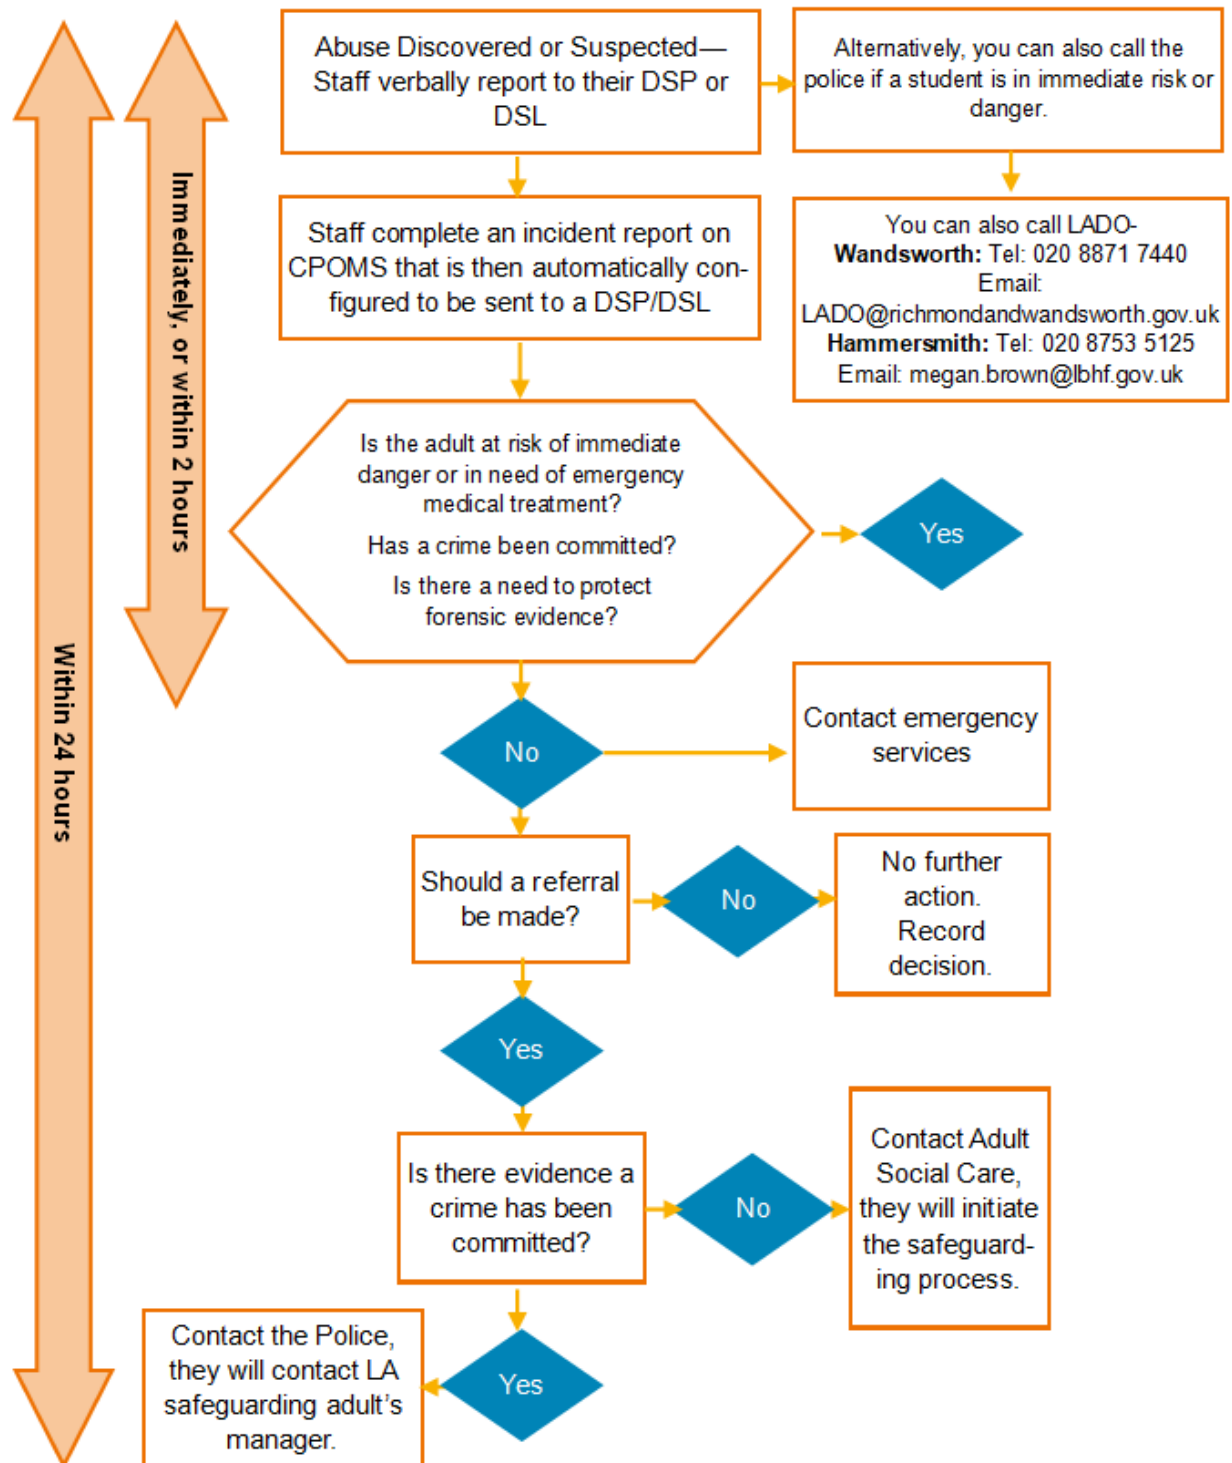 Abuse Discovered or Suspected—
Staff verbally report to their DSP or
DSL
Alternatively, you can also call the
police if a student is in immediate risk or
danger.
Immediately, or within 2 hours
Staff complete an incident report on
CPOMS that is then automatically con-
figured to be sent to a DSP/DSL
You can also call LADO-
Wandsworth: Tel: 020 8871 7440
Email:
LADO@richmondandwandsworth.gov.uk
Hammersmith: Tel: 020 8753 5125
Email: megan.brown@lbhf.gov.uk
Is the adult at risk of immediate
danger or in need of emergency
medical treatment?
Has a crime been committed?
Is there a need to protect
forensic evidence?
Yes
Within 24 hours
No
Contact emergency
services
Should a referral
be made?
No
No further
action.
Record
decision.
Yes
Is there evidence a
crime has been
committed?
No
Contact Adult
Social Care,
they will initiate
the safeguard-
ing process.
Contact the Police,
they will contact LA
safeguarding adult's
manager.
Yes